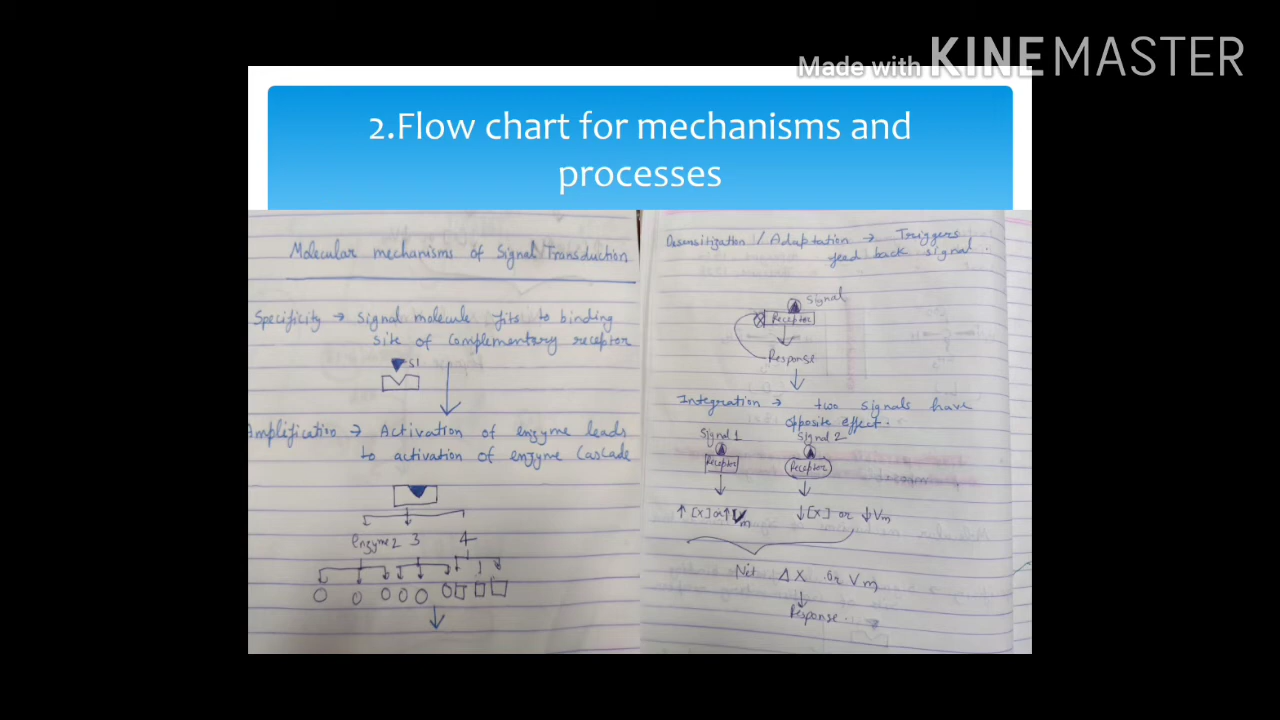 Made with KINEMASTER
2.Flow chart for mechanisms and
processes
Molecular mechanisms of Signal Transduction
Specificity → Signal molecule fits to binding
site of complementary receptor
S1
Amplification → Activation of enzyme leads
to activation of enzyme Cascade
Enzyme 2 3 4
Desensitization / Adaptation → Triggers
feed back signal.
Signal
Receptor
Response
Integration → two signals have
opposite effect.
Signal 1 Signal 2
Receptor Receptor
↑ [X] or ↑ Vm ↓ [X] or ↓ Vm
Net Δ X or Vm
Response.